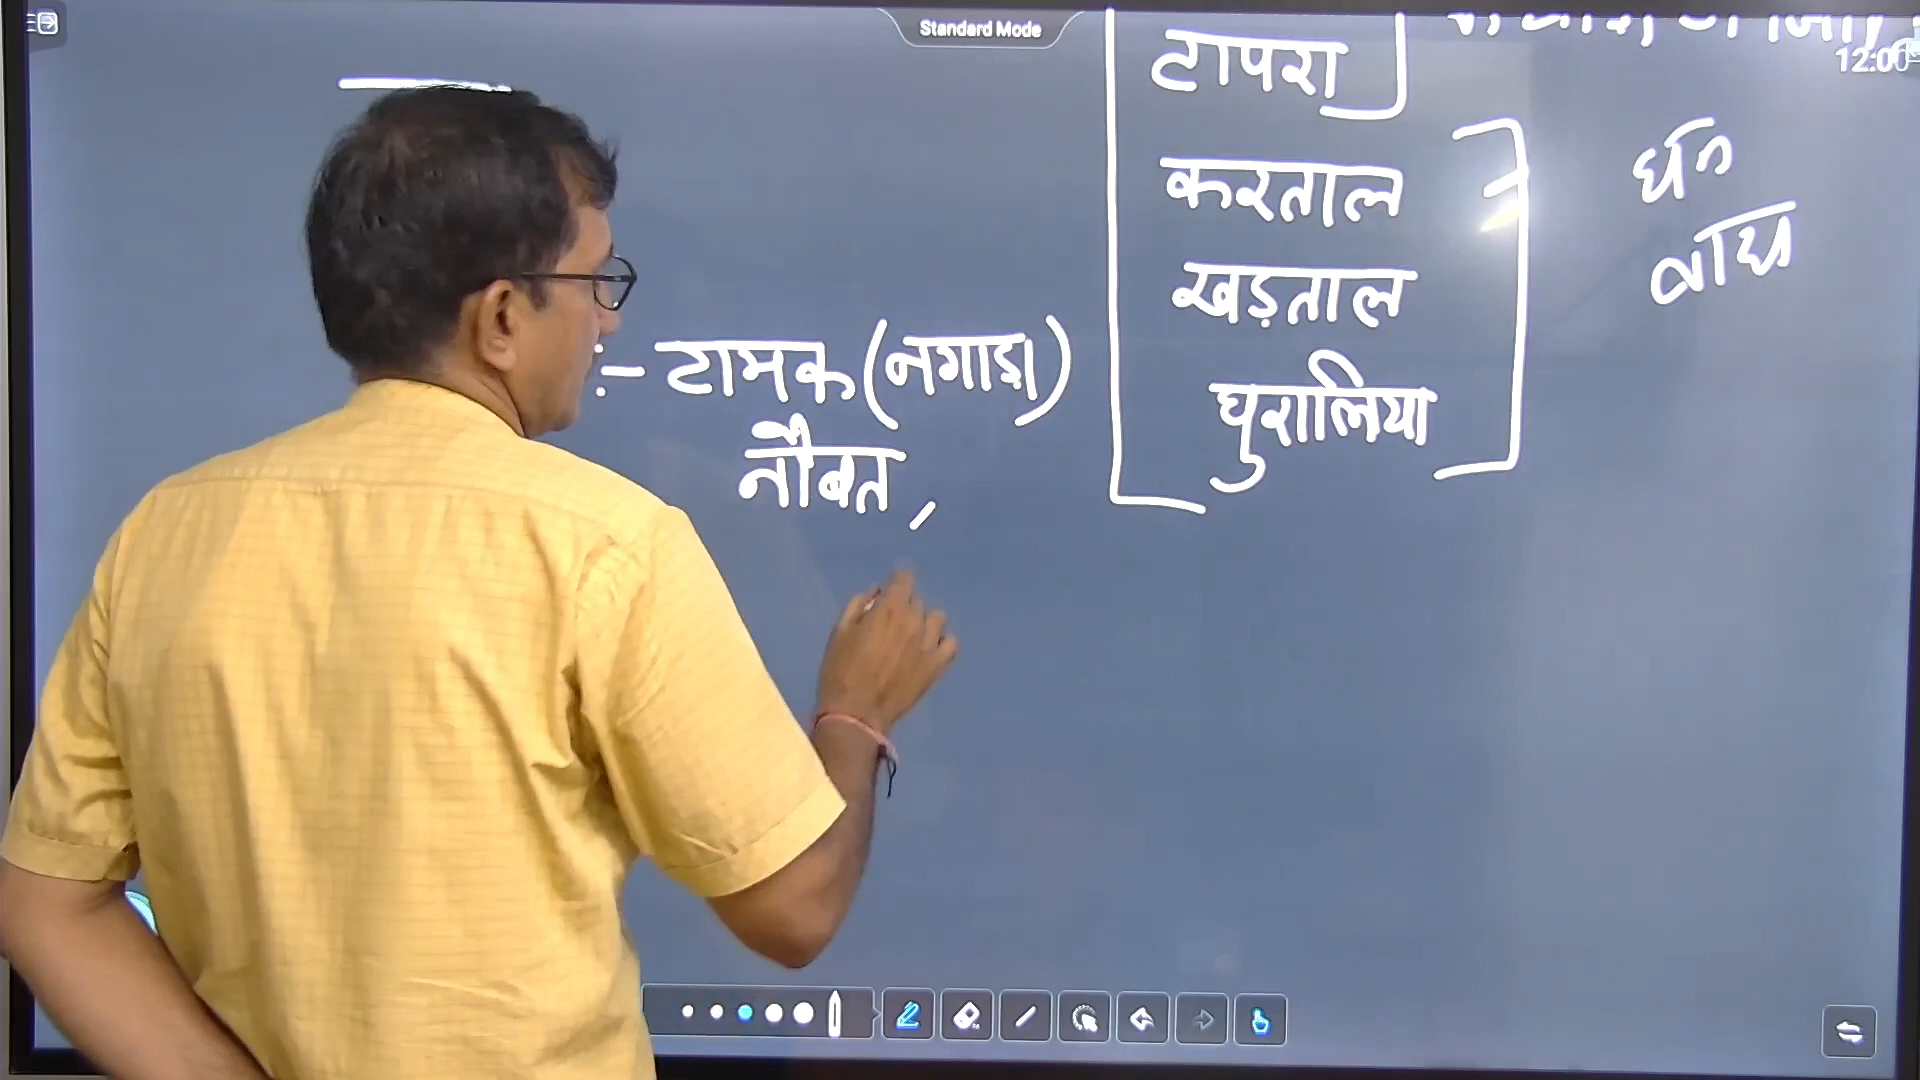 Standard Mode
12:00
टापरा
करताल
खड़ताल
घुरालिया
घन
वाद्य
:- टामक (नगाड़ा)
नौबत,